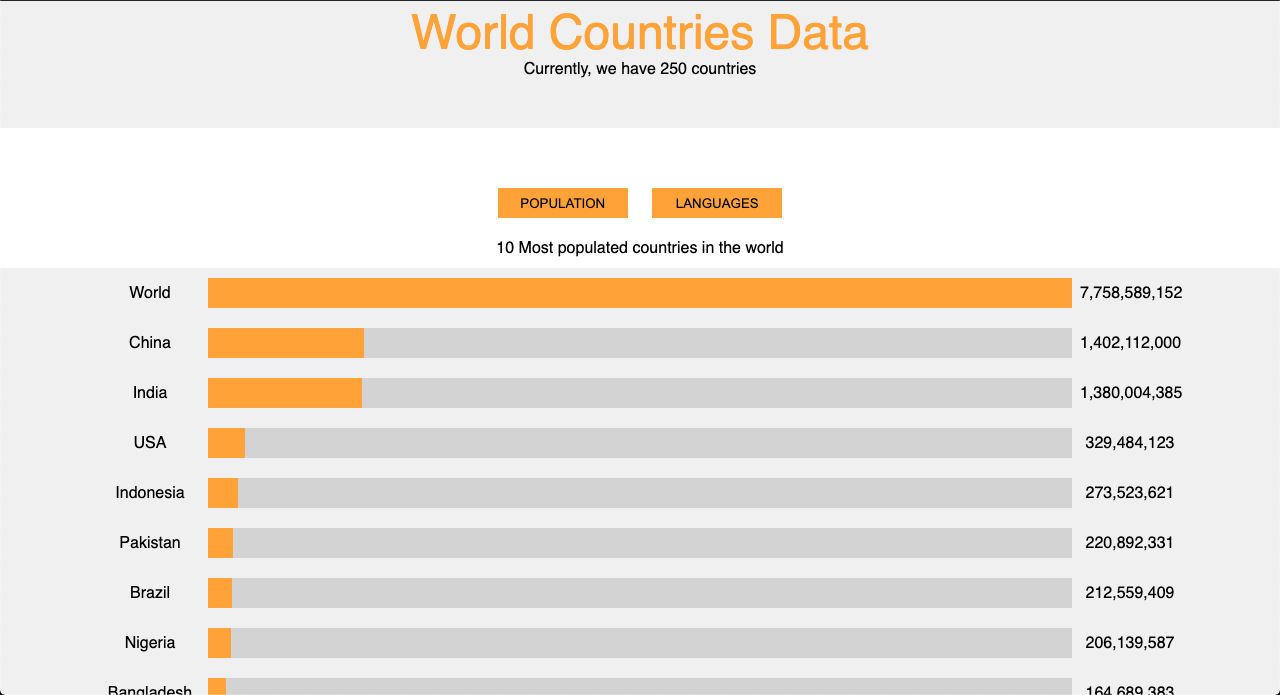 World Countries Data
Currently, we have 250 countries
POPULATION LANGUAGES
10 Most populated countries in the world
World 7,758,589,152
China 1,402,112,000
India 1,380,004,385
USA 329,484,123
Indonesia 273,523,621
Pakistan 220,892,331
Brazil 212,559,409
Nigeria 206,139,587
Bangladesh 164,689,383